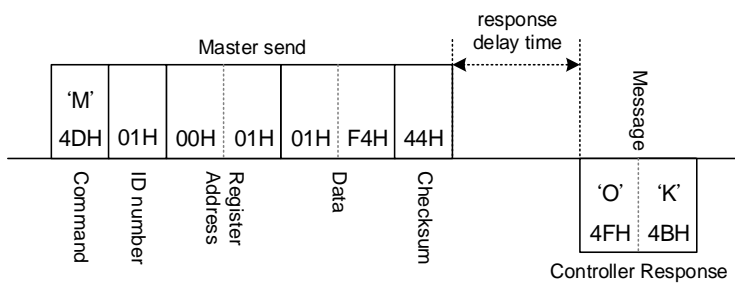 response
delay time
Master send
Message
'M'
4DH 01H 00H 01H 01H F4H 44H
Command
ID number
Register
Address
Data
Checksum
'O' 'K'
4FH 4BH
Controller Response